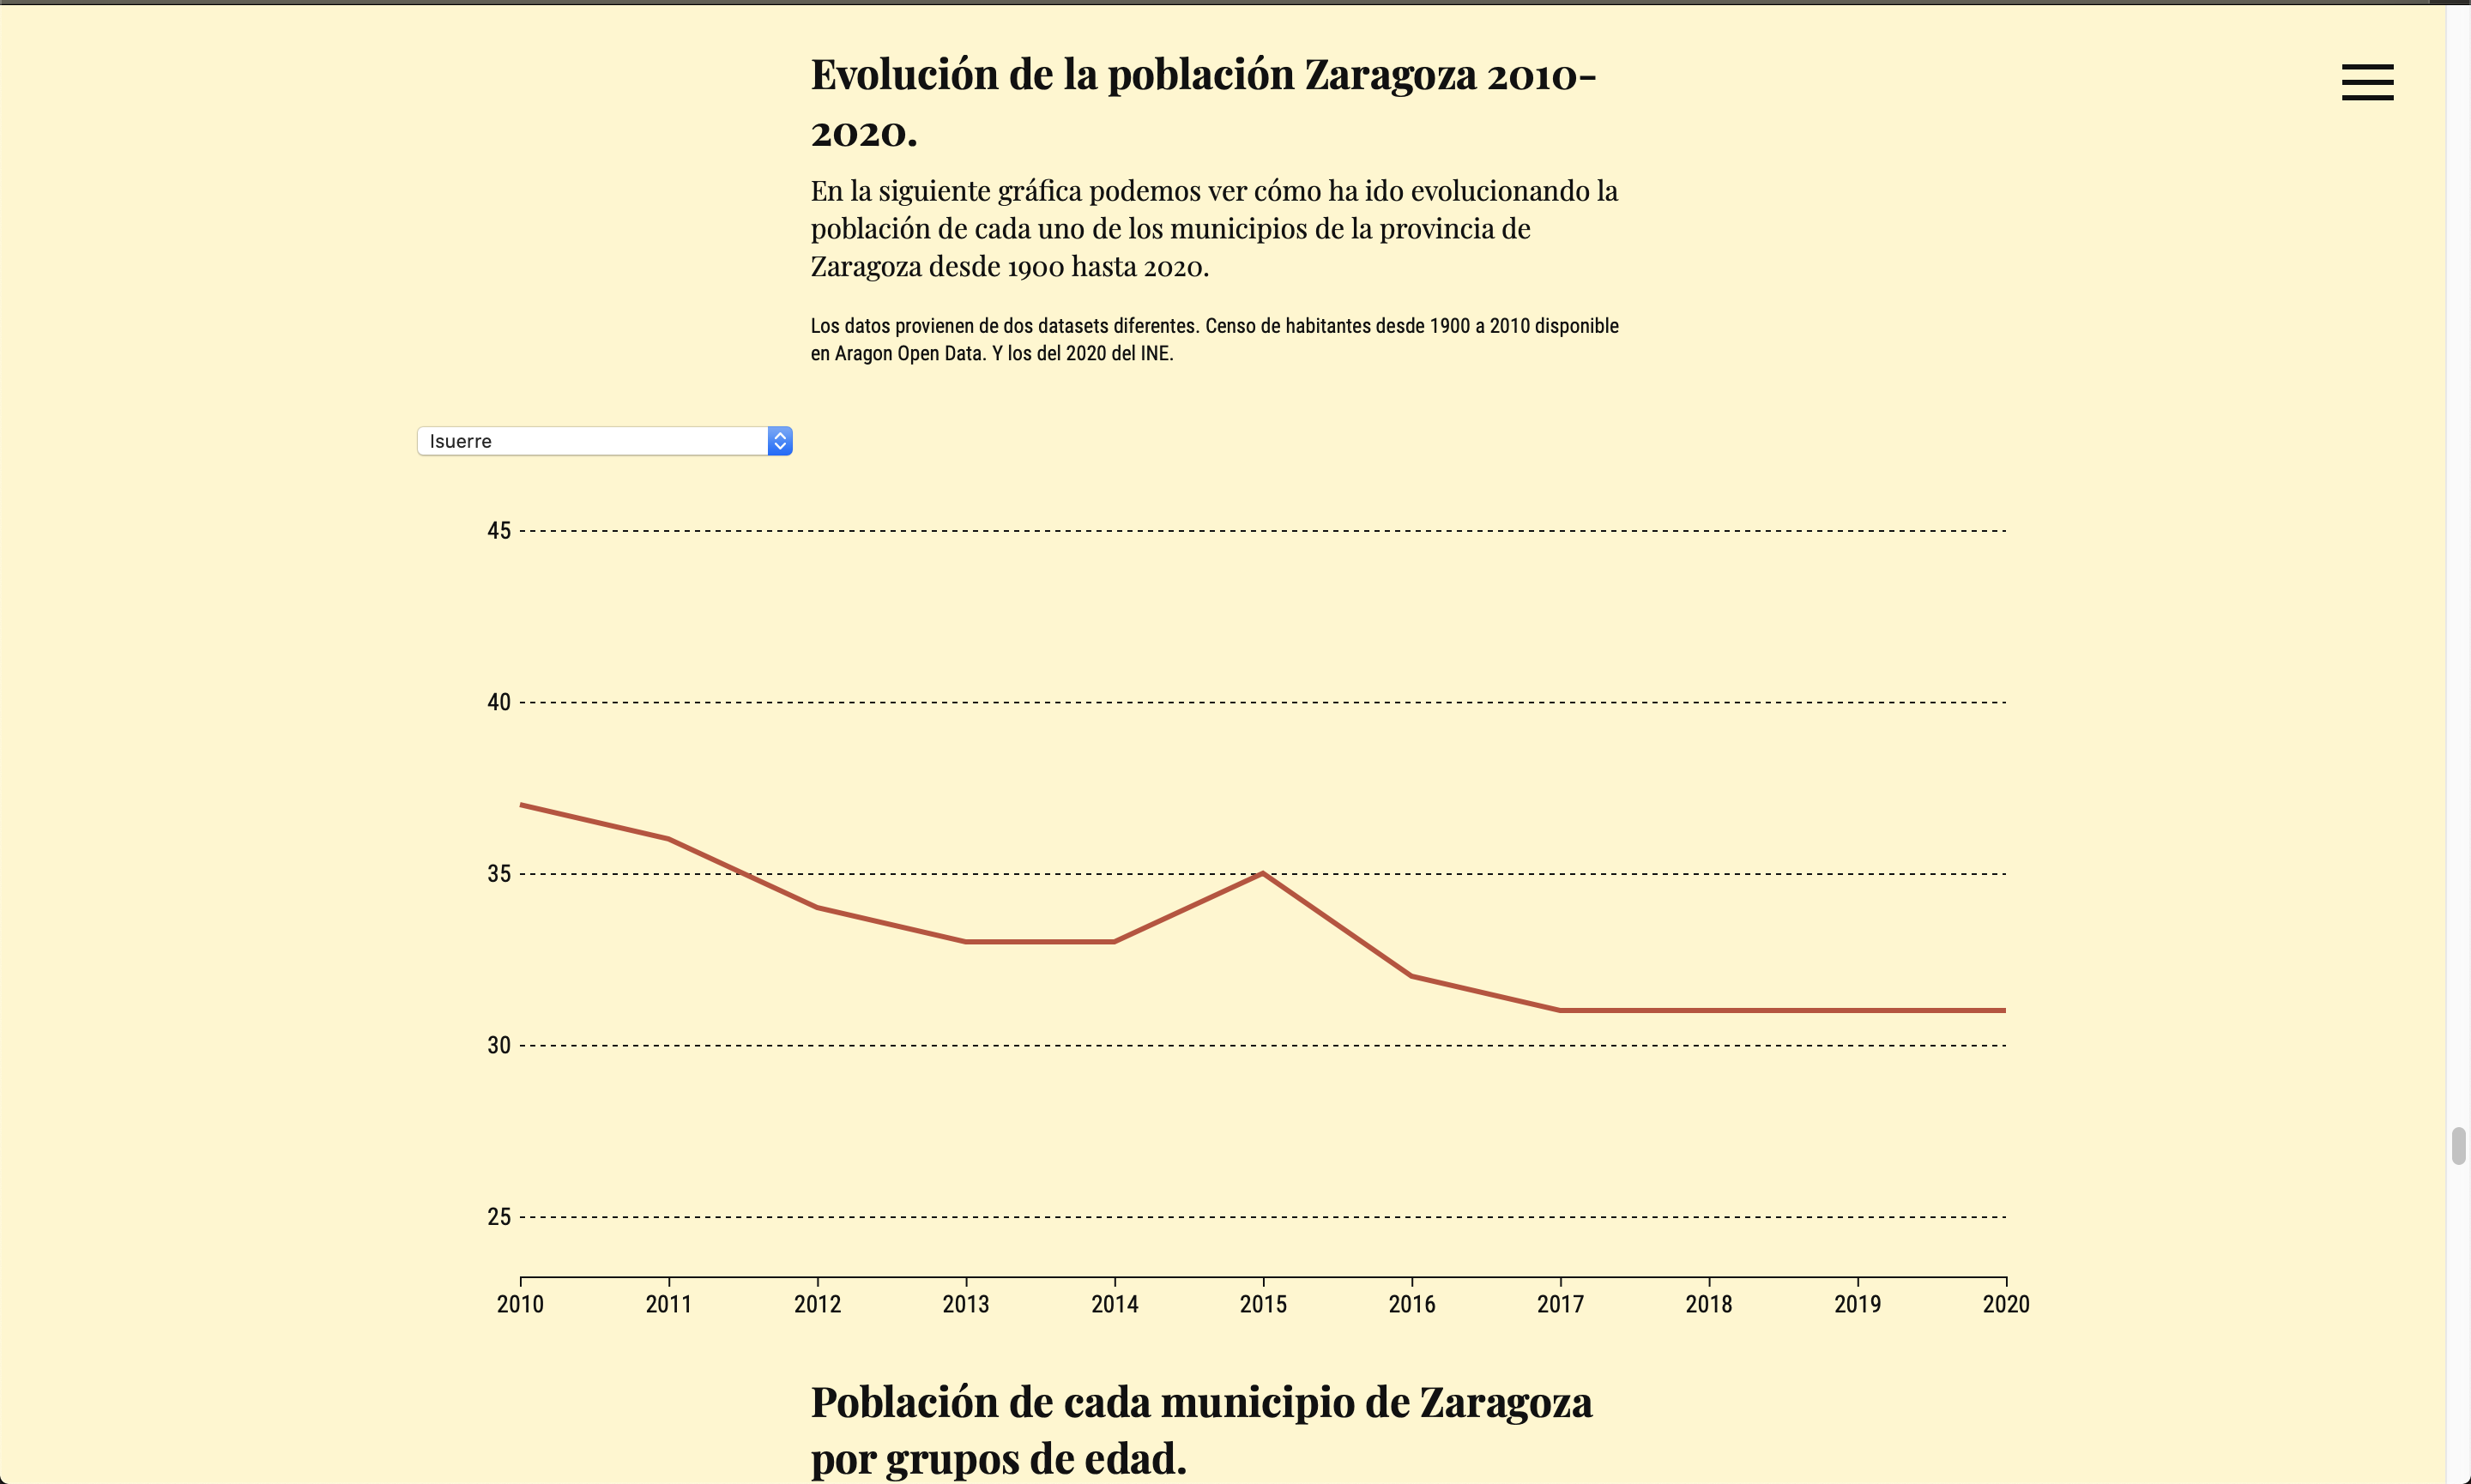 Evolución de la población Zaragoza 2010-
2020.
En la siguiente gráfica podemos ver cómo ha ido evolucionando la
población de cada uno de los municipios de la provincia de
Zaragoza desde 1900 hasta 2020.
Los datos provienen de dos datasets diferentes. Censo de habitantes desde 1900 a 2010 disponible
en Aragon Open Data. Y los del 2020 del INE.
Isuerre
45
40
35
30
25
2010 2011 2012 2013 2014 2015 2016 2017 2018 2019 2020
Población de cada municipio de Zaragoza
por grupos de edad.